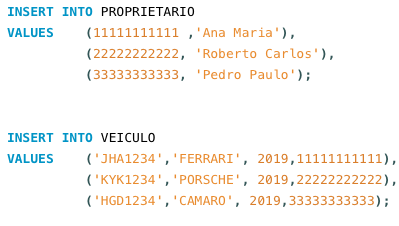 INSERT INTO PROPRIETARIO
VALUES    (11111111111 ,'Ana Maria'),
          (22222222222, 'Roberto Carlos'),
          (33333333333, 'Pedro Paulo');
INSERT INTO VEICULO
VALUES    ('JHA1234','FERRARI', 2019,11111111111),
          ('KYK1234','PORSCHE', 2019,22222222222),
          ('HGD1234','CAMARO', 2019,33333333333);